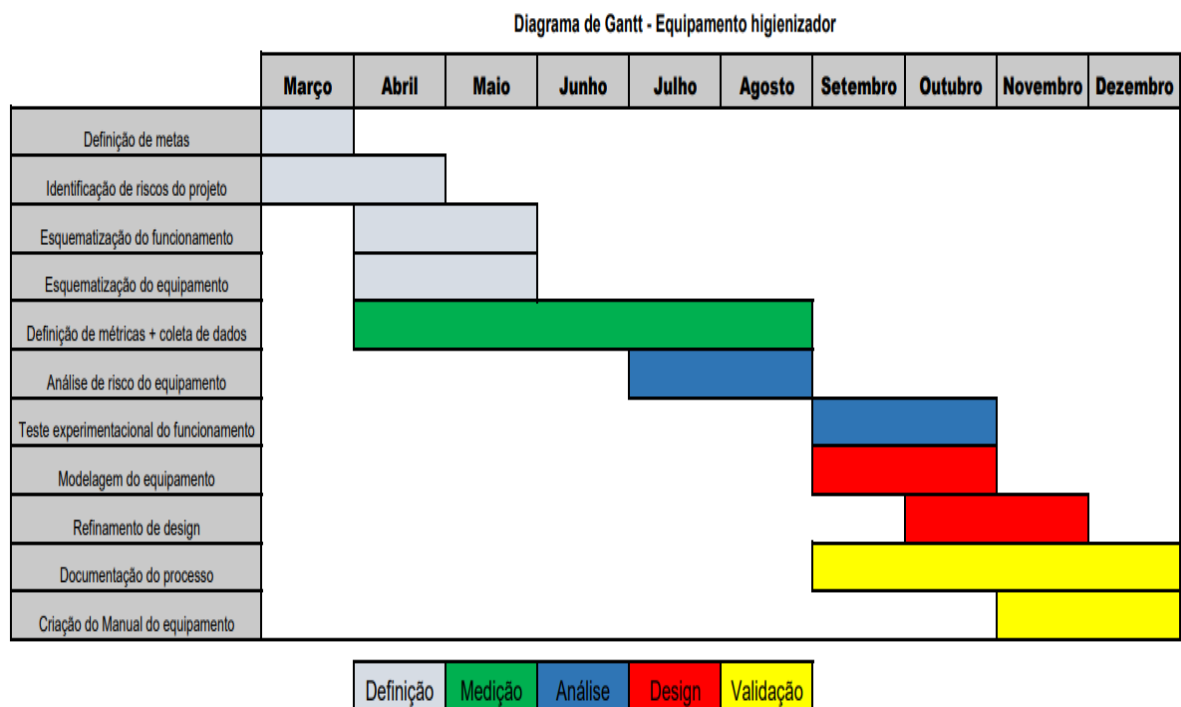 Diagrama de Gantt - Equipamento higienizador
Março Abril Maio Junho Julho Agosto Setembro Outubro Novembro Dezembro
Definição de metas
Identificação de riscos do projeto
Esquematização do funcionamento
Esquematização do equipamento
Definição de métricas + coleta de dados
Análise de risco do equipamento
Teste experimentacional do funcionamento
Modelagem do equipamento
Refinamento de design
Documentação do processo
Criação do Manual do equipamento
Definição Medição Análise Design Validação